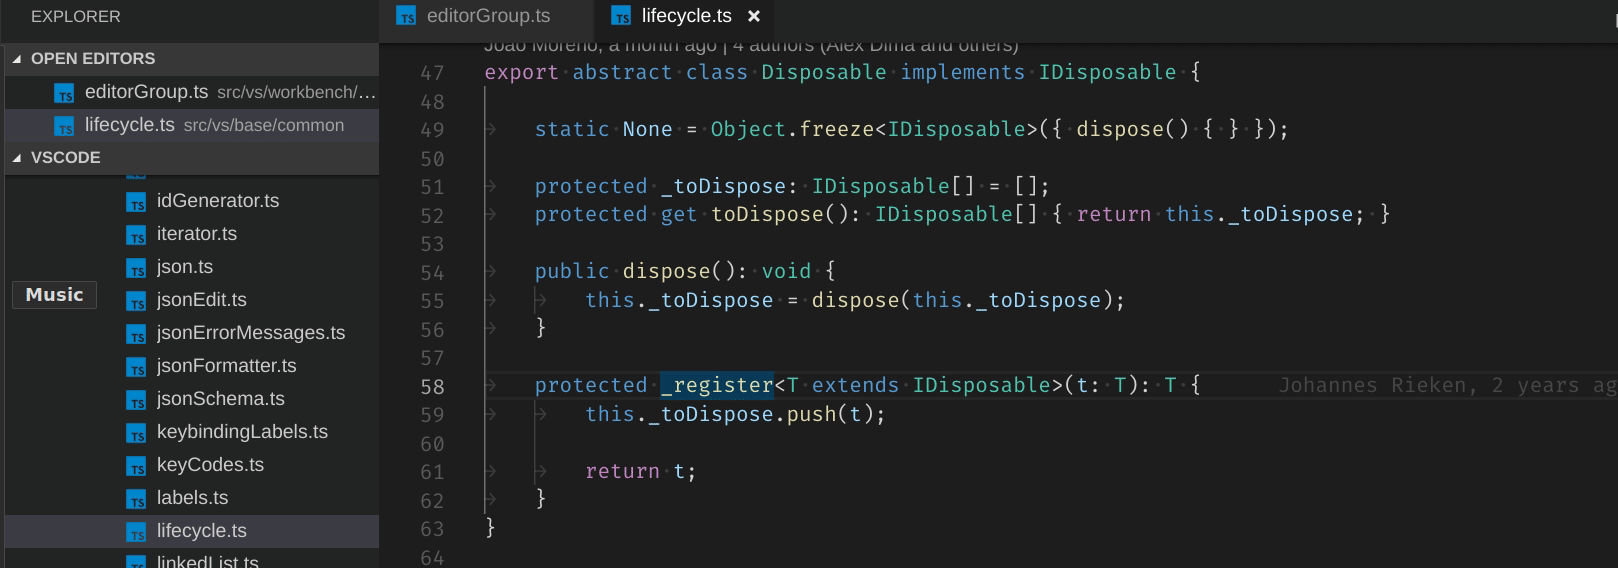 EXPLORER
OPEN EDITORS
TS editorGroup.ts src/vs/workbench/...
TS lifecycle.ts src/vs/base/common
VSCODE
TS idGenerator.ts
TS iterator.ts
TS json.ts
Music
TS jsonEdit.ts
TS jsonErrorMessages.ts
TS jsonFormatter.ts
TS jsonSchema.ts
TS keybindingLabels.ts
TS keyCodes.ts
TS labels.ts
TS lifecycle.ts
linkedList.ts
TS editorGroup.ts
TS lifecycle.ts ×
Joao Moreno, a month ago | 4 authors (Alex Dima and others)
47 export abstract class Disposable implements IDisposable {
48
49 static None = Object.freeze<IDisposable>({ dispose() { } });
50
51 protected _toDispose: IDisposable[] = [];
52 protected get toDispose(): IDisposable[] { return this._toDispose; }
53
54 public dispose(): void {
55 this._toDispose = dispose(this._toDispose);
56 }
57
58 protected _register<T extends IDisposable>(t: T): T { Johannes Rieken, 2 years ag
59 this._toDispose.push(t);
60
61 return t;
62 }
63 }
64